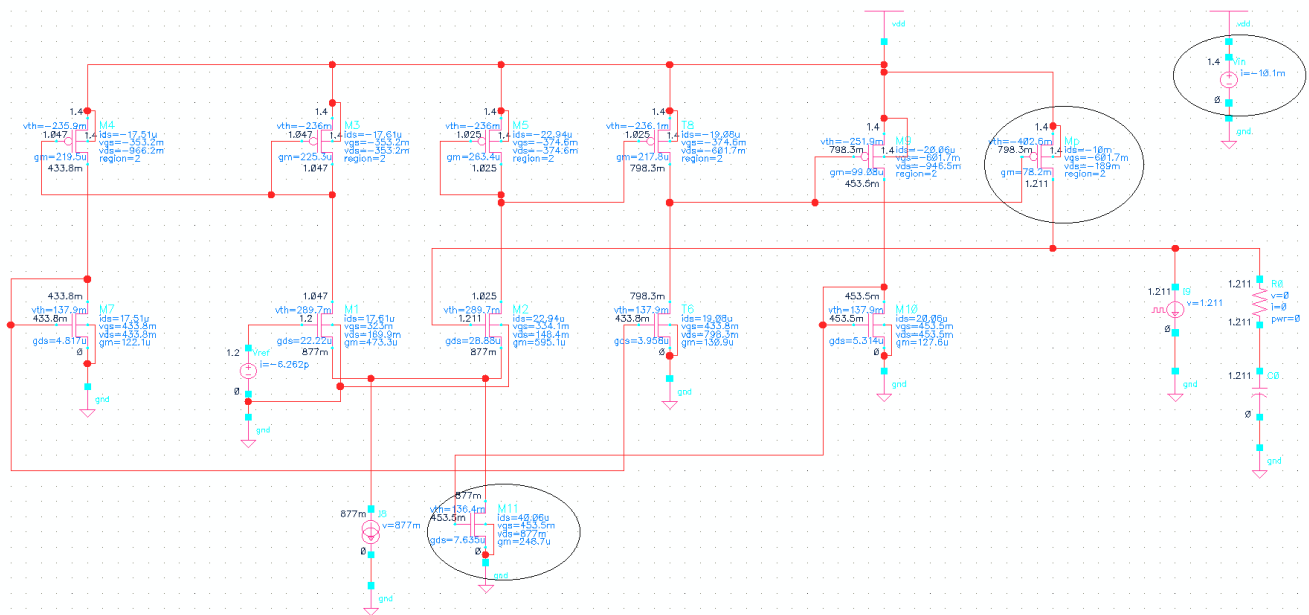 vdd
vdd
1.4
Vin
i=-10.1m
0
gnd
1.4
M4
vth=-235.9m
ids=-17.51u
1.047
1.4
vgs=-353.2m
vds=-966.2m
gm=219.5u
region=2
433.8m
1.4
M3
vth=-236m
ids=-17.61u
1.047
1.4
vgs=-353.2m
vds=-353.2m
gm=225.3u
region=2
1.047
1.4
M5
vth=-236m
ids=-22.94u
1.025
1.4
vgs=-374.6m
vds=-374.6m
gm=263.4u
region=2
1.025
1.4
T8
vth=-236.1m
ids=-19.08u
1.025
1.4
vgs=-374.6m
vds=-601.7m
gm=217.8u
region=2
798.3m
1.4
M9
vth=-251.9m
ids=-20.06u
798.3m
1.4
vgs=-601.7m
vds=-946.5m
gm=99.08u
region=2
453.5m
1.4
Mp
vth=-402.6m
ids=-10m
798.3m
1.4
vgs=-601.7m
vds=-189m
gm=78.2m
region=2
1.211
433.8m
M7
vth=137.9m
ids=17.51u
433.8m
vgs=433.8m
vds=433.8m
gds=4.817u
gm=122.1u
0
gnd
1.047
M1
vth=289.7m
ids=17.61u
1.2
vgs=323m
vds=169.9m
gds=22.22u
gm=473.3u
877m
1.2
Vref
i=-6.262p
0
gnd
1.025
M2
vth=289.7m
ids=22.94u
1.211
vgs=334.1m
vds=148.4m
gds=28.88u
gm=595.1u
877m
798.3m
T6
vth=137.9m
ids=19.08u
433.8m
vgs=433.8m
vds=798.3m
gds=3.958u
gm=130.9u
0
gnd
453.5m
M10
vth=137.9m
ids=20.06u
453.5m
vgs=453.5m
vds=453.5m
gds=5.314u
gm=127.6u
0
gnd
1.211
v=1.211
0
gnd
1.211
R0
v=0
i=0
pwr=0
1.211
1.211
C0
0
gnd
877m
v=877m
0
gnd
877m
M11
vth=136.4m
ids=40.06u
453.5m
vgs=453.5m
vds=877m
gds=7.635u
gm=248.7u
0
gnd